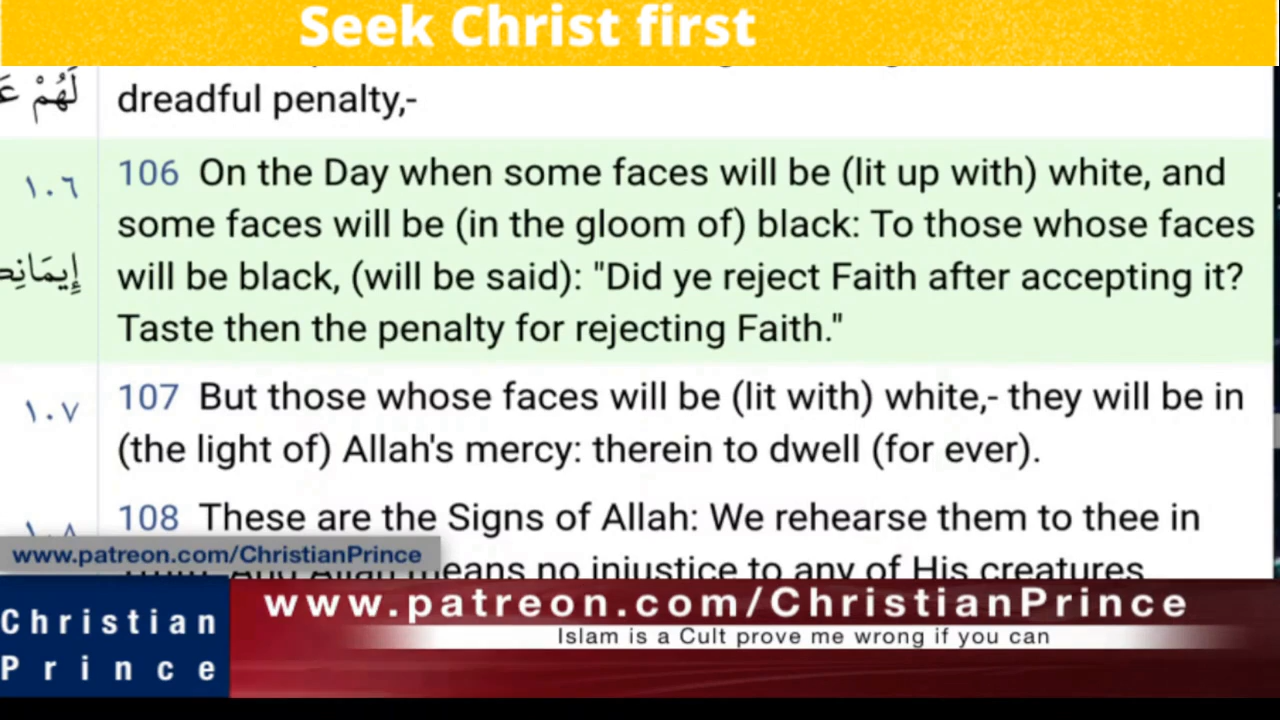 Seek Christ first
لَهُمْ
dreadful penalty,-
١٠٦
106 On the Day when some faces will be (lit up with) white, and
some faces will be (in the gloom of) black: To those whose faces
will be black, (will be said): "Did ye reject Faith after accepting it?
Taste then the penalty for rejecting Faith."
١٠٧
107 But those whose faces will be (lit with) white,- they will be in
(the light of) Allah's mercy: therein to dwell (for ever).
108 These are the Signs of Allah: We rehearse them to thee in
www.patreon.com/ChristianPrince
And Allah means no injustice to any of His creatures
www.patreon.com/ChristianPrince
Islam is a Cult prove me wrong if you can
Christian
Prince